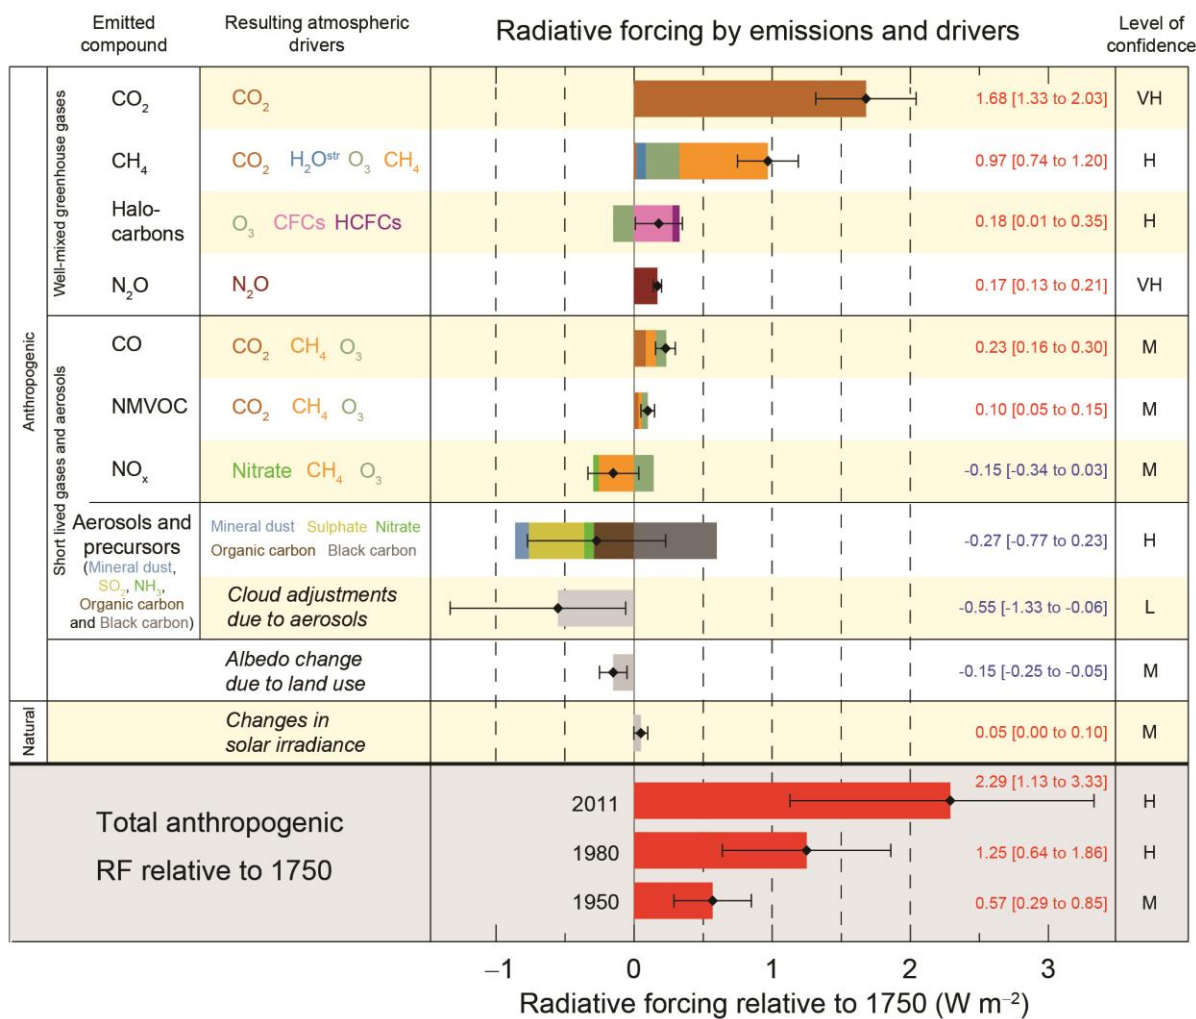 Emitted compound
Resulting atmospheric drivers
Radiative forcing by emissions and drivers
Level of confidence
Anthropogenic
Well-mixed greenhouse gases
CO₂ CO₂ 1.68 [1.33 to 2.03] VH
CH₄ CO₂ H₂Oˢᵗʳ O₃ CH₄ 0.97 [0.74 to 1.20] H
Halo-
carbons O₃ CFCs HCFCs 0.18 [0.01 to 0.35] H
N₂O N₂O 0.17 [0.13 to 0.21] VH
Short lived gases and aerosols
CO CO₂ CH₄ O₃ 0.23 [0.16 to 0.30] M
NMVOC CO₂ CH₄ O₃ 0.10 [0.05 to 0.15] M
NOₓ Nitrate CH₄ O₃ -0.15 [-0.34 to 0.03] M
Aerosols and
precursors
(Mineral dust,
SO₂, NH₃,
Organic carbon
and Black carbon)
Mineral dust Sulphate Nitrate
Organic carbon Black carbon
-0.27 [-0.77 to 0.23] H
Cloud adjustments
due to aerosols
-0.55 [-1.33 to -0.06] L
Albedo change
due to land use
-0.15 [-0.25 to -0.05] M
Natural
Changes in
solar irradiance
0.05 [0.00 to 0.10] M
Total anthropogenic
RF relative to 1750
2011 2.29 [1.13 to 3.33] H
1980 1.25 [0.64 to 1.86] H
1950 0.57 [0.29 to 0.85] M
−1 0 1 2 3
Radiative forcing relative to 1750 (W m⁻²)